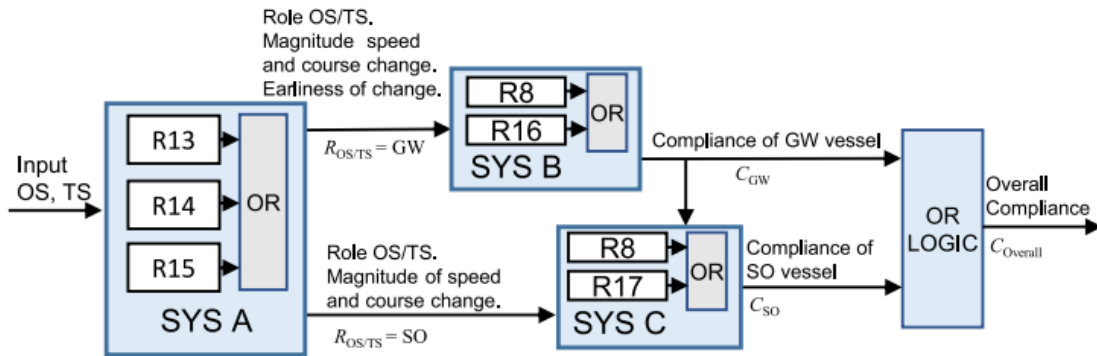 Input
OS, TS
R13
R14
R15
OR
SYS A
Role OS/TS.
Magnitude speed
and course change.
Earliness of change.
R_OS/TS = GW
R8
R16
OR
SYS B
Role OS/TS.
Magnitude of speed
and course change.
R_OS/TS = SO
Compliance of GW vessel
C_GW
R8
R17
OR
SYS C
Compliance of
SO vessel
C_SO
OR
LOGIC
Overall
Compliance
C_Overall